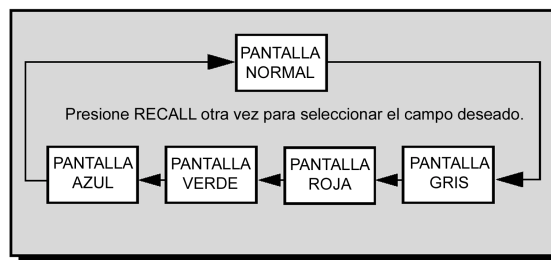 PANTALLA
NORMAL
Presione RECALL otra vez para seleccionar el campo deseado.
PANTALLA
AZUL
PANTALLA
VERDE
PANTALLA
ROJA
PANTALLA
GRIS